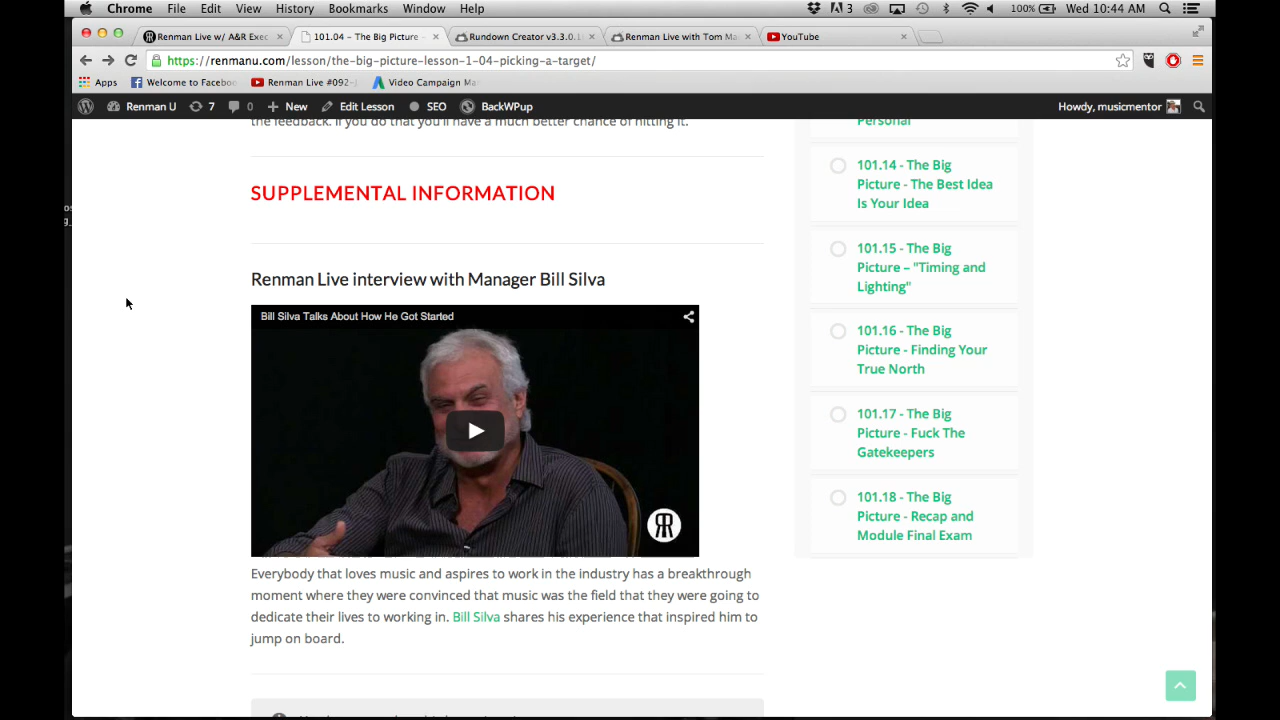 Chrome File Edit View History Bookmarks Window Help
3 100% Wed 10:44 AM
Renman Live w/ A&R Exec
101.04 – The Big Picture –
Rundown Creator v3.3.0.
Renman Live with Tom Ma
YouTube
https://renmanu.com/lesson/the-big-picture-lesson-1-04-picking-a-target/
Apps Welcome to Facebo Renman Live #092- Video Campaign Ma
Renman U 7 0 New Edit Lesson SEO BackWPup Howdy, musicmentor
the feedback. If you do that you'll have a much better chance of hitting it.
SUPPLEMENTAL INFORMATION
Renman Live interview with Manager Bill Silva
Bill Silva Talks About How He Got Started
RR
Everybody that loves music and aspires to work in the industry has a breakthrough
moment where they were convinced that music was the field that they were going to
dedicate their lives to working in. Bill Silva shares his experience that inspired him to
jump on board.
Personal
101.14 - The Big
Picture - The Best Idea
Is Your Idea
101.15 - The Big
Picture – "Timing and
Lighting"
101.16 - The Big
Picture - Finding Your
True North
101.17 - The Big
Picture - Fuck The
Gatekeepers
101.18 - The Big
Picture - Recap and
Module Final Exam